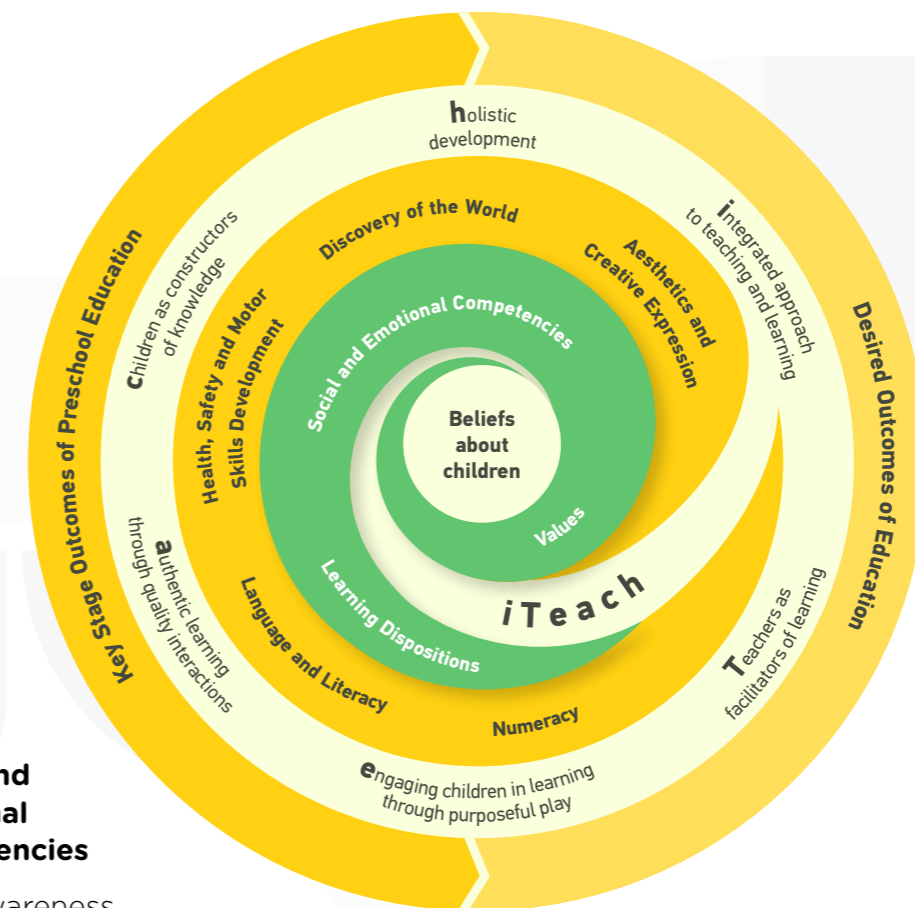 Key Stage Outcomes of Preschool Education
Desired Outcomes of Education
holistic
development
integrated approach
to teaching and learning
Teachers as
facilitators of learning
engaging children in learning
through purposeful play
authentic learning
through quality interactions
Children as constructors
of knowledge
Discovery of the World
Aesthetics and
Creative Expression
Health, Safety and Motor
Skills Development
Language and Literacy
Numeracy
Social and Emotional Competencies
Values
Learning Dispositions
iTeach
Beliefs
about
children